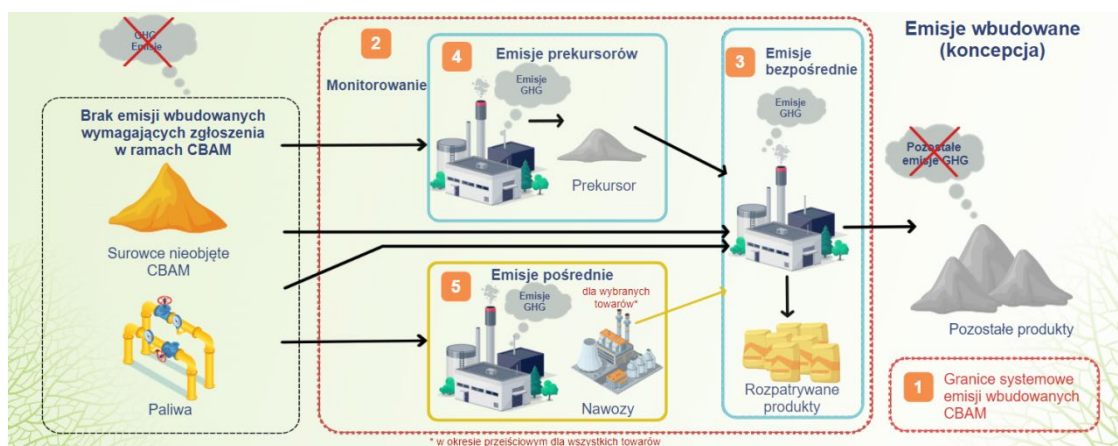 GHG
Emisje
Brak emisji wbudowanych
wymagających zgłoszenia
w ramach CBAM
Surowce nieobjęte
CBAM
Paliwa
2
Monitorowanie
4
Emisje prekursorów
Emisje
GHG
Prekursor
5
Emisje pośrednie
Emisje
GHG
dla wybranych
towarów*
Nawozy
3
Emisje
bezpośrednie
Emisje
GHG
Rozpatrywane
produkty
* w okresie przejściowym dla wszystkich towarów
Emisje wbudowane
(koncepcja)
Pozostałe
emisje GHG
Pozostałe produkty
1
Granice systemowe
emisji wbudowanych
CBAM